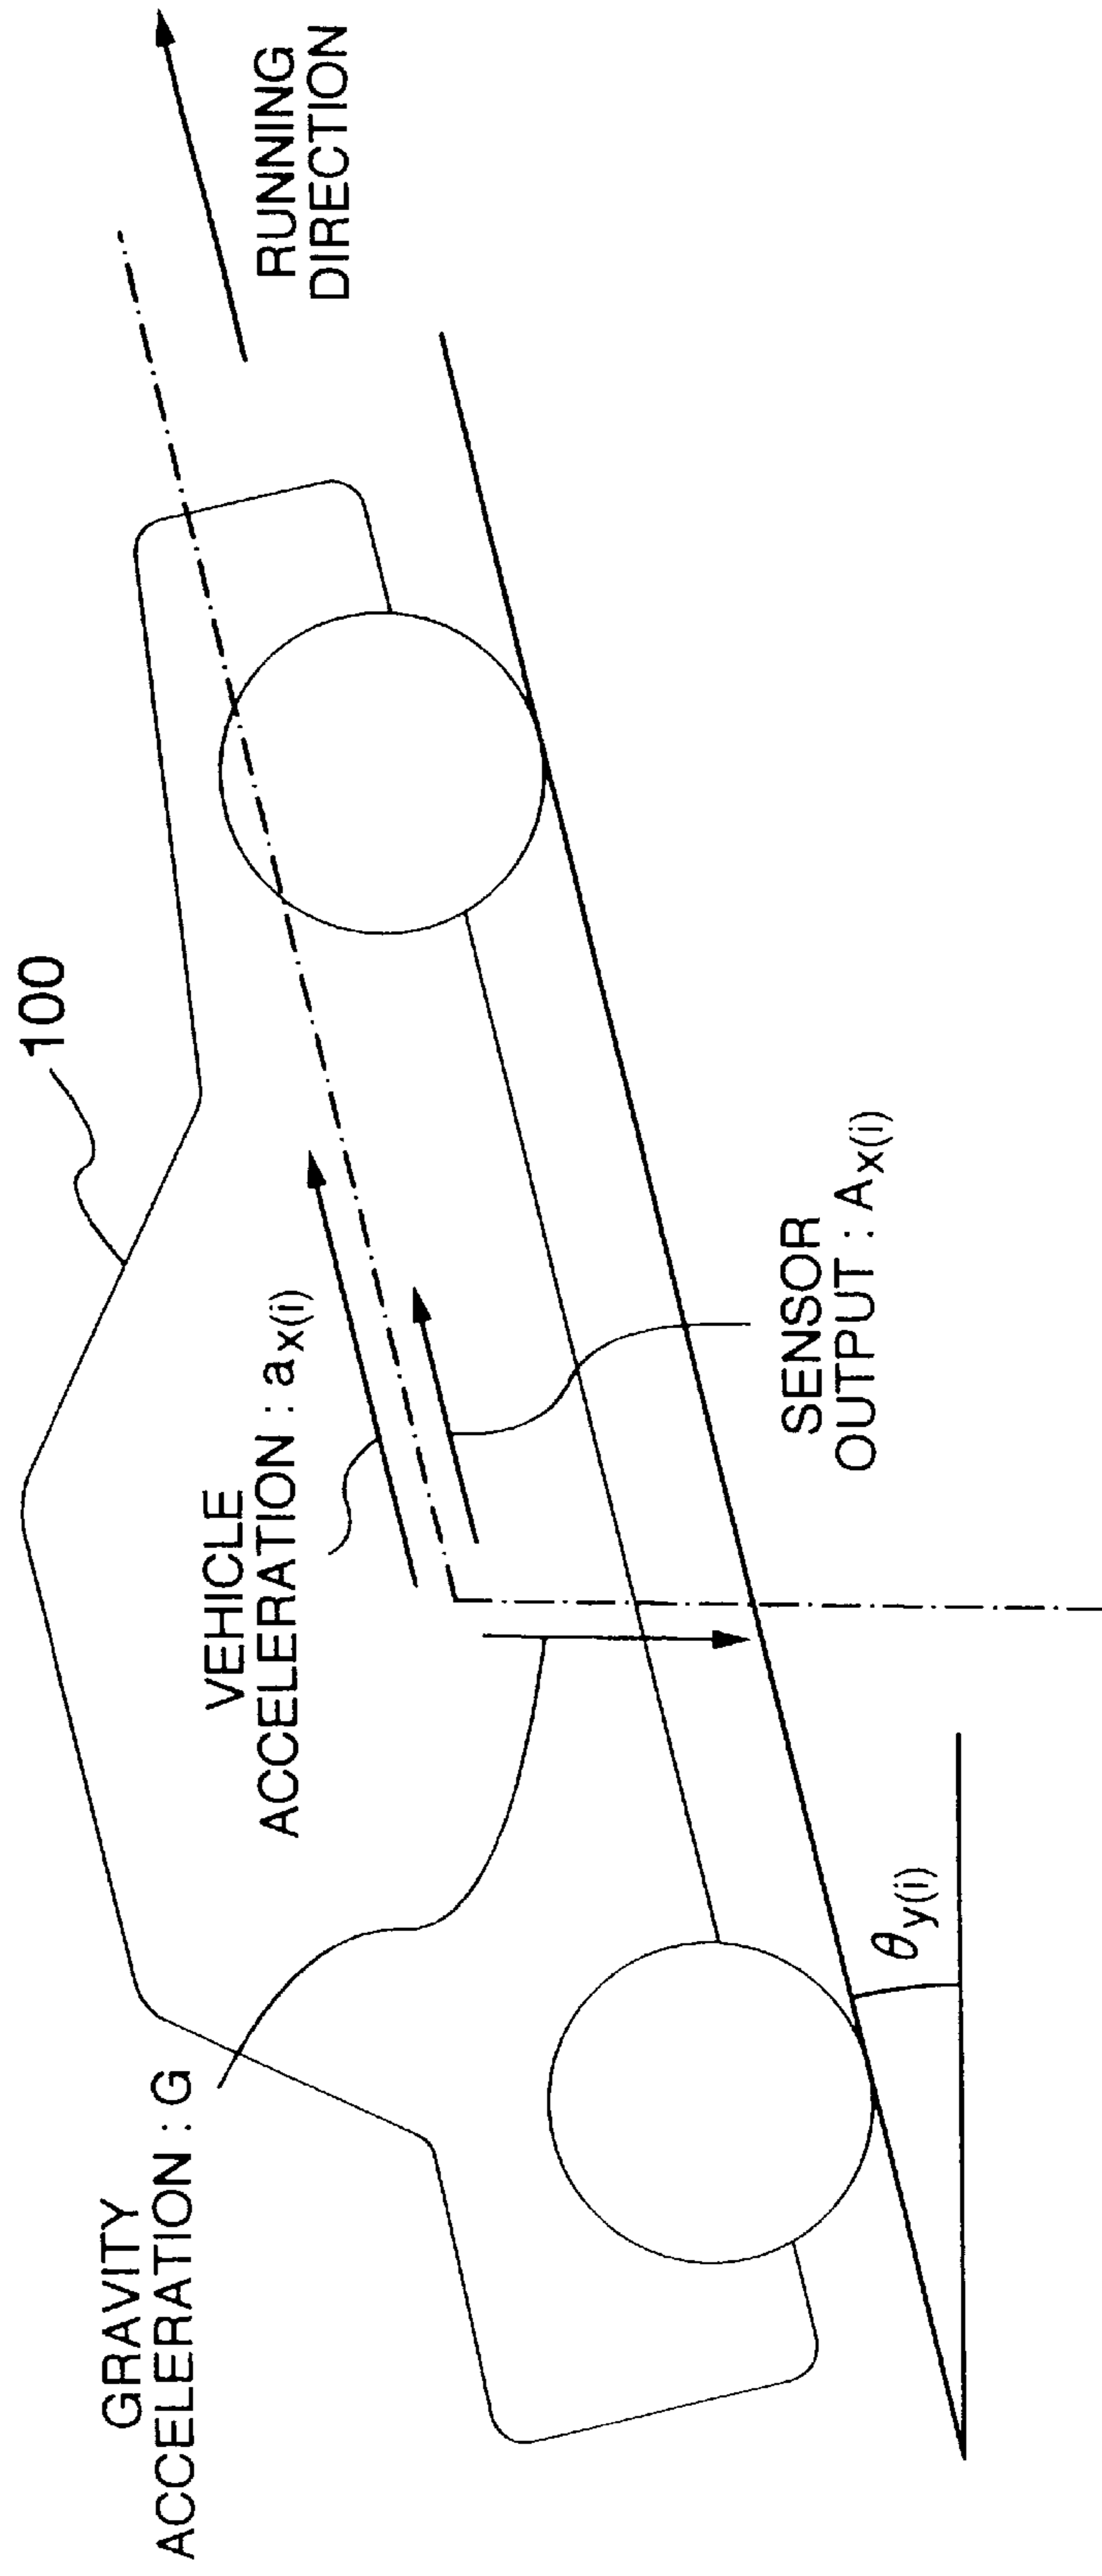 100
RUNNING
DIRECTION
VEHICLE
ACCELERATION : ax(i)
GRAVITY
ACCELERATION : G
SENSOR
OUTPUT : Ax(i)
θy(i)